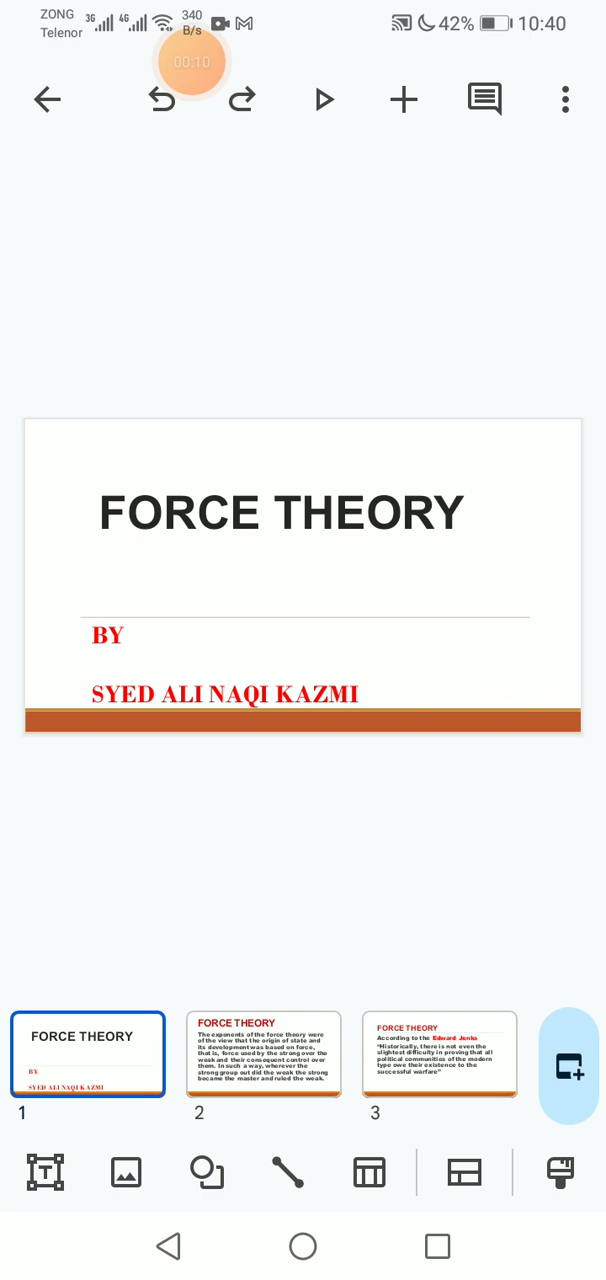 ZONG
Telenor
3G
4G
340
B/s
42%
10:40
00:10
FORCE THEORY
BY
SYED ALI NAQI KAZMI
FORCE THEORY
BY
SYED ALI NAQI KAZMI
1
FORCE THEORY
The exponents of the force theory were
of the view that the origin of state and
its development was based on force,
that is, force used by the strong over the
weak and their consequent control over
them. In such a way, wherever the
strong group out did the weak the strong
became the master and ruled the weak.
2
FORCE THEORY
According to the Edward Jenks
"Historically, there is not even the
slightest difficulty in proving that all
political communities of the modern
type owe their existence to the
successful warfare"
3